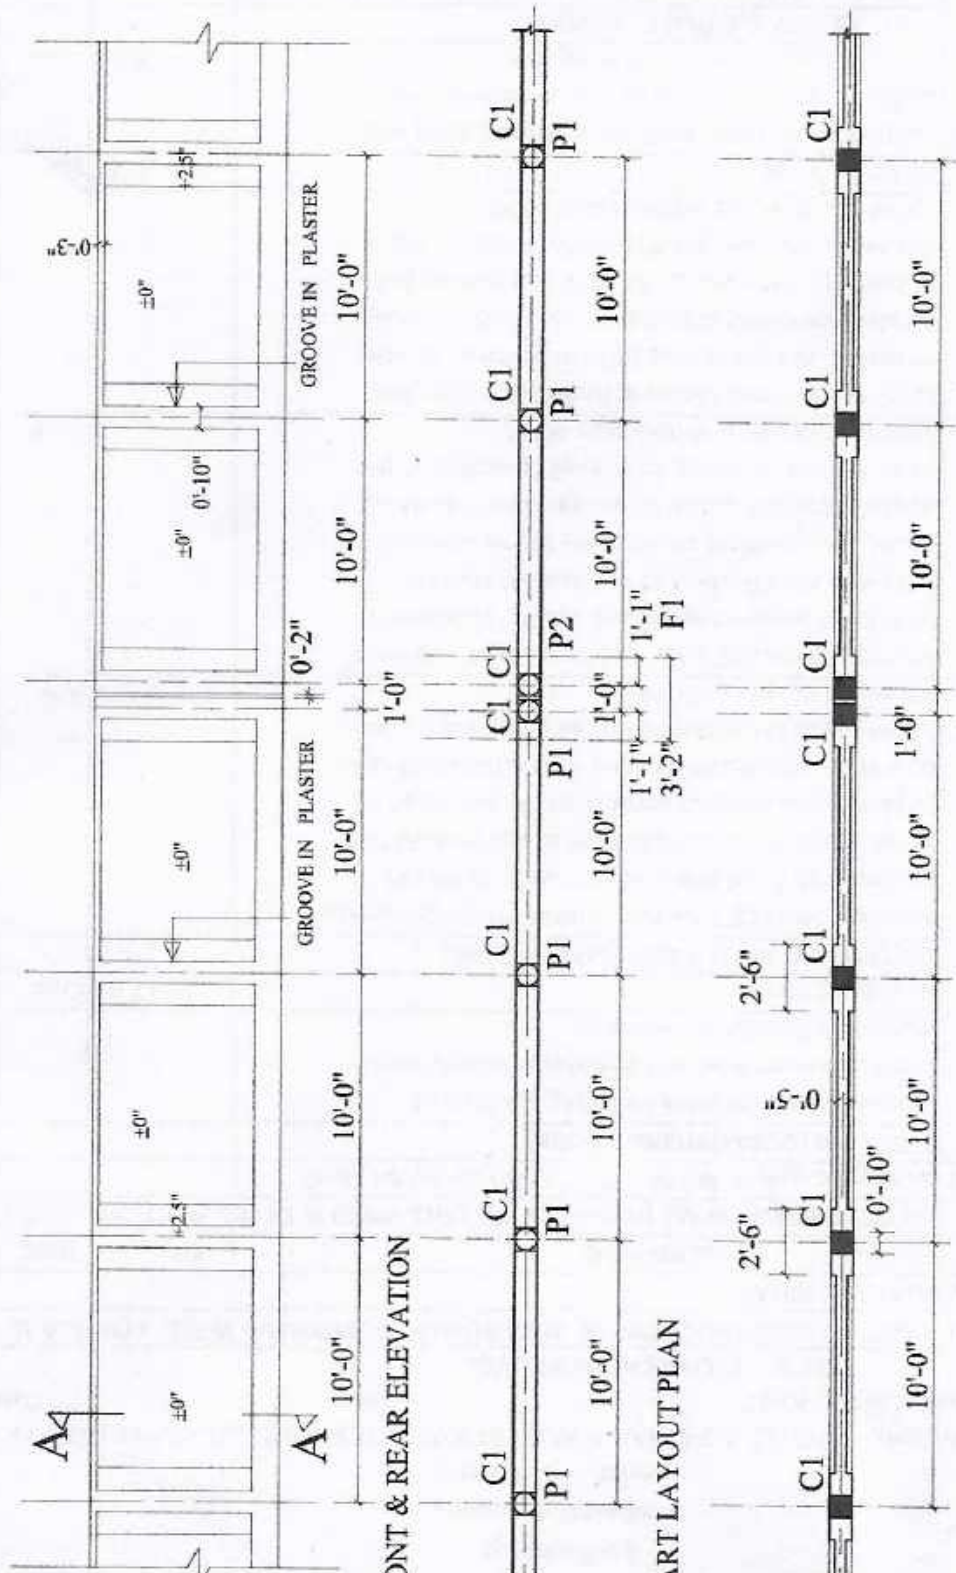 A
±0"
±0"
±0"
±0"
±0"
0'-3"
+2.5"
+2.5"
0'-10"
A
GROOVE IN PLASTER
0'-2"
GROOVE IN PLASTER
10'-0"
10'-0"
10'-0"
1'-0"
10'-0"
10'-0"
ONT & REAR ELEVATION
C1
C1
C1
C1
C1
C1
C1
P1
P1
P1
P1
P2
P1
P1
10'-0"
10'-0"
10'-0"
1'-0"
10'-0"
10'-0"
1'-1"
1'-1"
3'-2"
F1
ART LAYOUT PLAN
2'-6"
0'-5"
2'-6"
C1
C1
C1
C1
C1
C1
C1
0'-10"
10'-0"
10'-0"
10'-0"
1'-0"
10'-0"
10'-0"